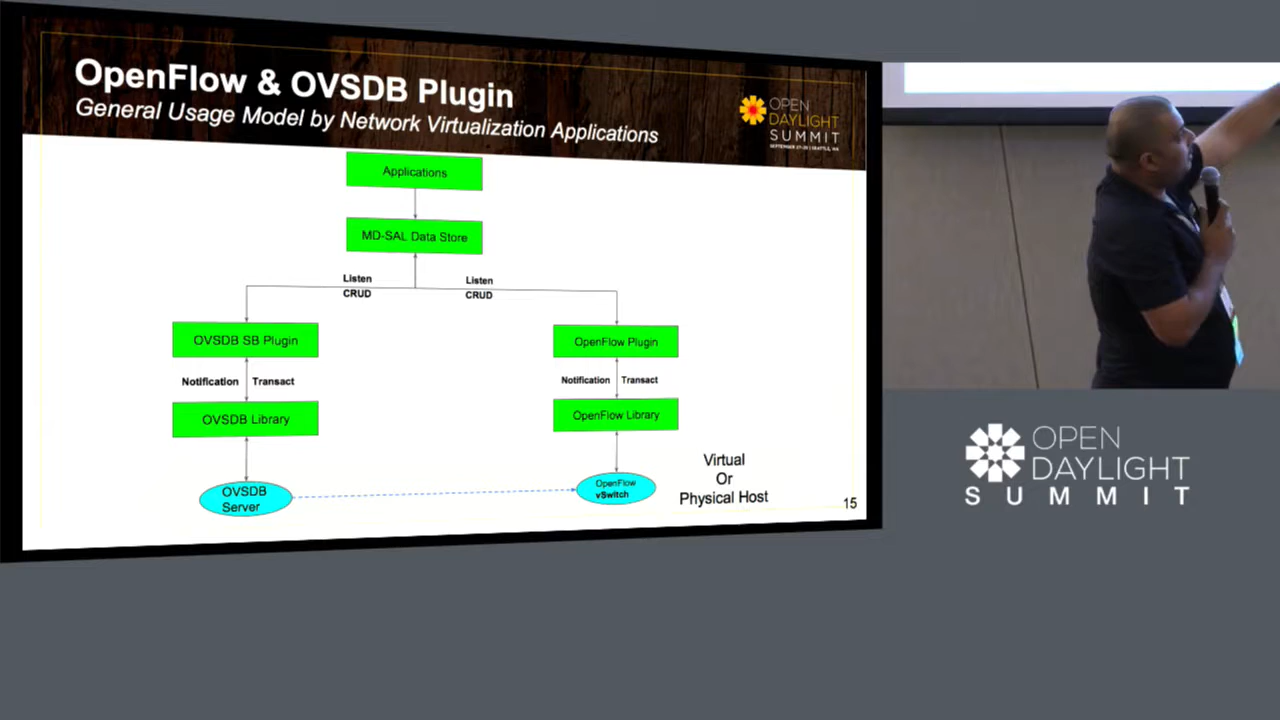 OpenFlow & OVSDB Plugin
General Usage Model by Network Virtualization Applications
OPEN
DAYLIGHT
SUMMIT
Applications
MD-SAL Data Store
Listen
CRUD
Listen
CRUD
OVSDB SB Plugin
OpenFlow Plugin
Notification
Transact
Notification
Transact
OVSDB Library
OpenFlow Library
OVSDB
Server
OpenFlow
vSwitch
Virtual
Or
Physical Host
15
OPEN
DAYLIGHT
SUMMIT